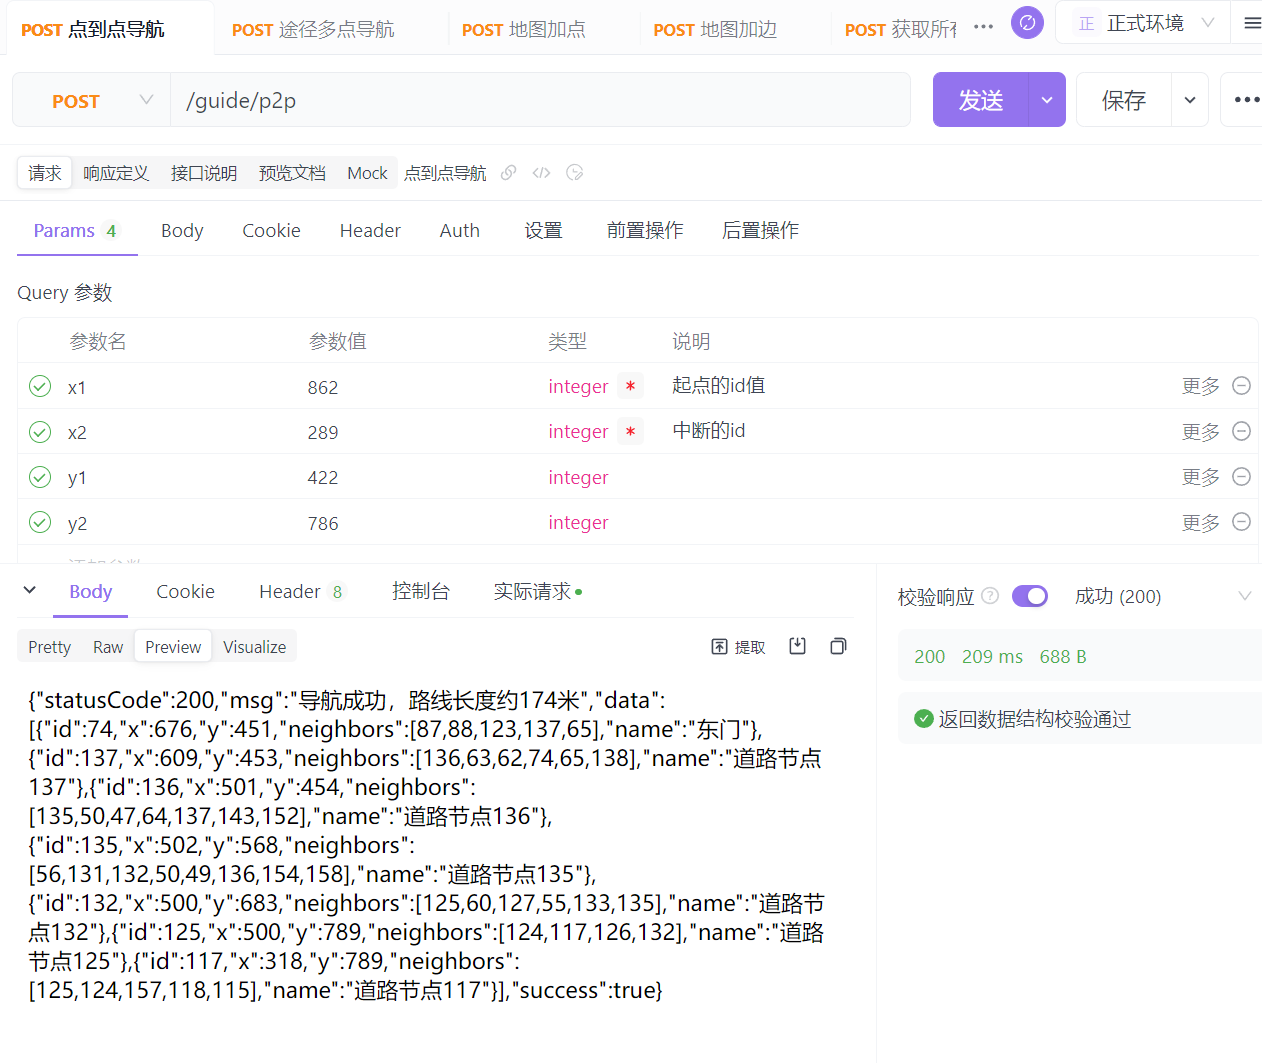 POST 点到点导航 POST 途径多点导航 POST 地图加点 POST 地图加边 POST 获取所有 ••• 正 正式环境
POST /guide/p2p 发送 保存 •••
请求 响应定义 接口说明 预览文档 Mock 点到点导航
Params 4 Body Cookie Header Auth 设置 前置操作 后置操作
Query 参数
参数名 参数值 类型 说明
x1 862 integer * 起点的id值 更多
x2 289 integer * 中断的id 更多
y1 422 integer 更多
y2 786 integer 更多
添加参数
Body Cookie Header 8 控制台 实际请求 校验响应 ? 成功 (200)
Pretty Raw Preview Visualize 提取 200 209 ms 688 B
返回数据结构校验通过
{"statusCode":200,"msg":"导航成功，路线长度约174米","data":
[{"id":74,"x":676,"y":451,"neighbors":[87,88,123,137,65],"name":"东门"},
{"id":137,"x":609,"y":453,"neighbors":[136,63,62,74,65,138],"name":"道路节点
137"},{"id":136,"x":501,"y":454,"neighbors":
[135,50,47,64,137,143,152],"name":"道路节点136"},
{"id":135,"x":502,"y":568,"neighbors":
[56,131,132,50,49,136,154,158],"name":"道路节点135"},
{"id":132,"x":500,"y":683,"neighbors":[125,60,127,55,133,135],"name":"道路节
点132"},{"id":125,"x":500,"y":789,"neighbors":[124,117,126,132],"name":"道路
节点125"},{"id":117,"x":318,"y":789,"neighbors":
[125,124,157,118,115],"name":"道路节点117"}],"success":true}